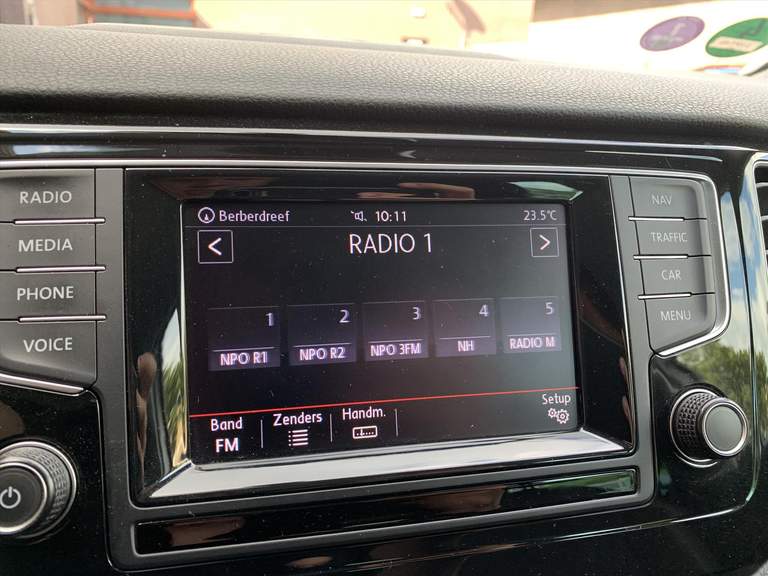 RADIO
MEDIA
PHONE
VOICE
Berberdreef 10:11 23.5°C
< RADIO 1 >
1 2 3 4 5
NPO R1 NPO R2 NPO 3FM NH RADIO M
Band Zenders Handm. Setup
FM
NAV
TRAFFIC
CAR
MENU